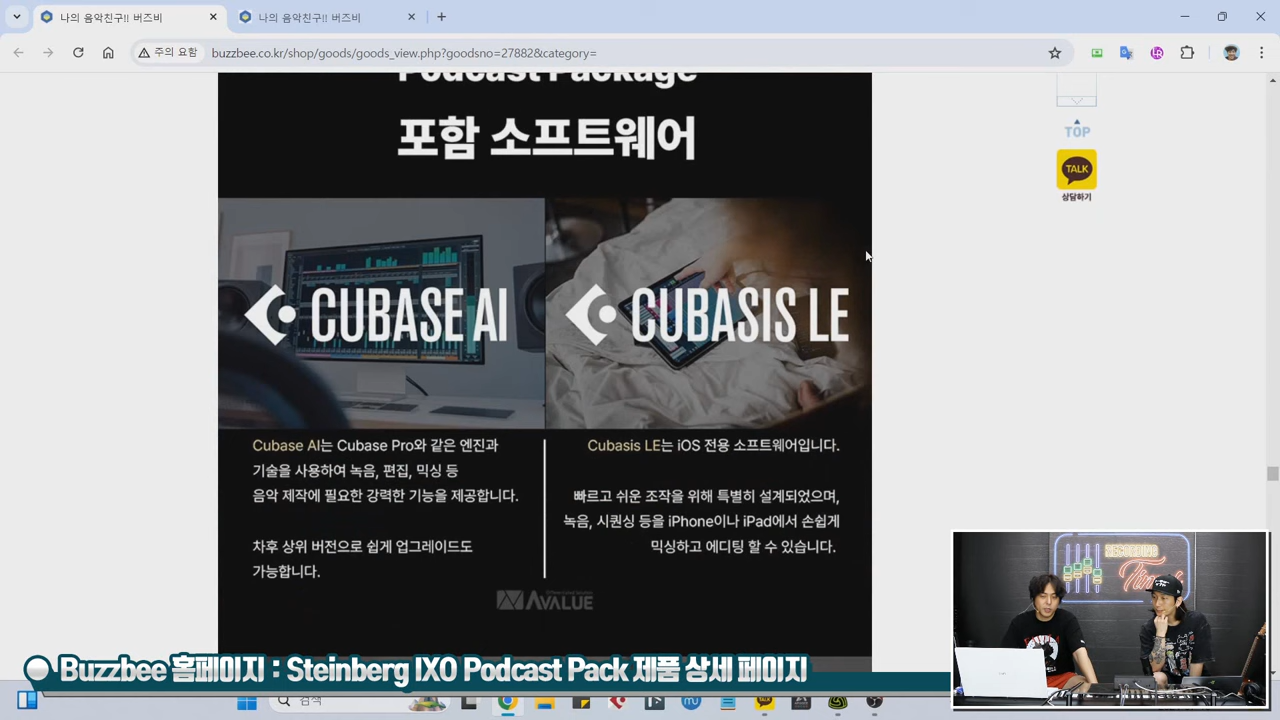 나의 음악친구!! 버즈비
나의 음악친구!! 버즈비
주의 요함
buzzbee.co.kr/shop/goods/goods_view.php?goodsno=27882&category=
Podcast Package
포함 소프트웨어
CUBASE AI
CUBASIS LE
Cubase AI는 Cubase Pro와 같은 엔진과
기술을 사용하여 녹음, 편집, 믹싱 등
음악 제작에 필요한 강력한 기능을 제공합니다.
차후 상위 버전으로 쉽게 업그레이드도
가능합니다.
Cubasis LE는 iOS 전용 소프트웨어입니다.
빠르고 쉬운 조작을 위해 특별히 설계되었으며,
녹음, 시퀀싱 등을 iPhone이나 iPad에서 손쉽게
믹싱하고 에디팅 할 수 있습니다.
AVALUE
TOP
TALK
상담하기
RECORDING
Buzzbee 홈페이지 : Steinberg IXO Podcast Pack 제품 상세 페이지
검색